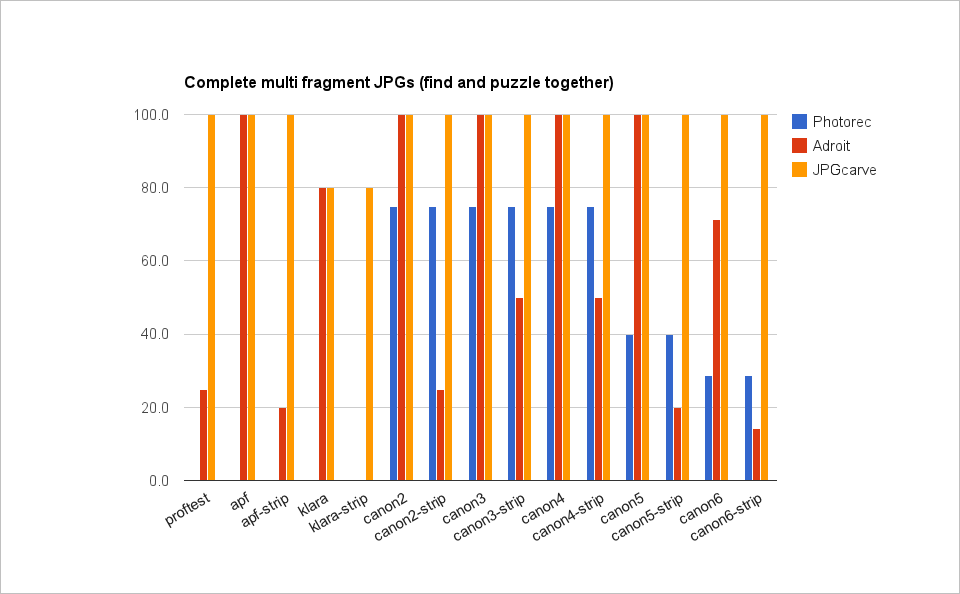 Complete multi fragment JPGs (find and puzzle together)
100.0
80.0
60.0
40.0
20.0
0.0
Photorec
Adroit
JPGcarve
proftest
apf
apf-strip
klara
klara-strip
canon2
canon2-strip
canon3
canon3-strip
canon4
canon4-strip
canon5
canon5-strip
canon6
canon6-strip